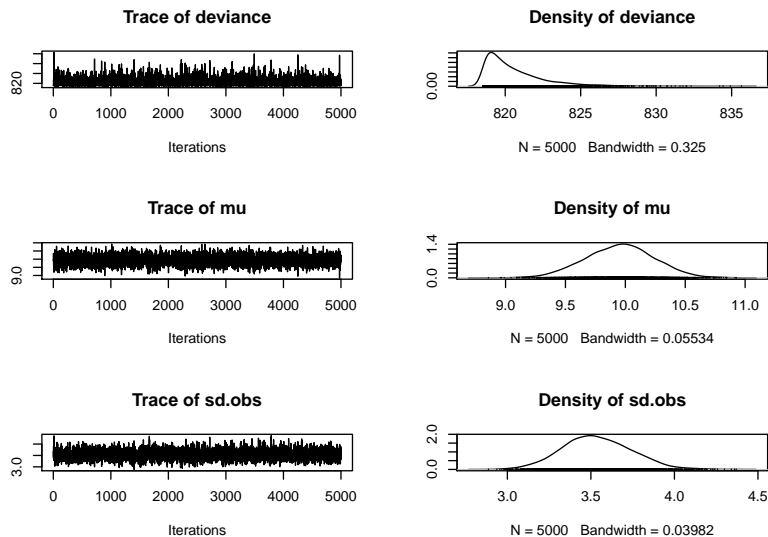 Trace of deviance
820
0 1000 2000 3000 4000 5000
Iterations
Density of deviance
0.00
820 825 830 835
N = 5000 Bandwidth = 0.325
Trace of mu
9.0
0 1000 2000 3000 4000 5000
Iterations
Density of mu
0.0 1.4
9.0 9.5 10.0 10.5 11.0
N = 5000 Bandwidth = 0.05534
Trace of sd.obs
3.0
0 1000 2000 3000 4000 5000
Iterations
Density of sd.obs
0.0 2.0
3.0 3.5 4.0 4.5
N = 5000 Bandwidth = 0.03982